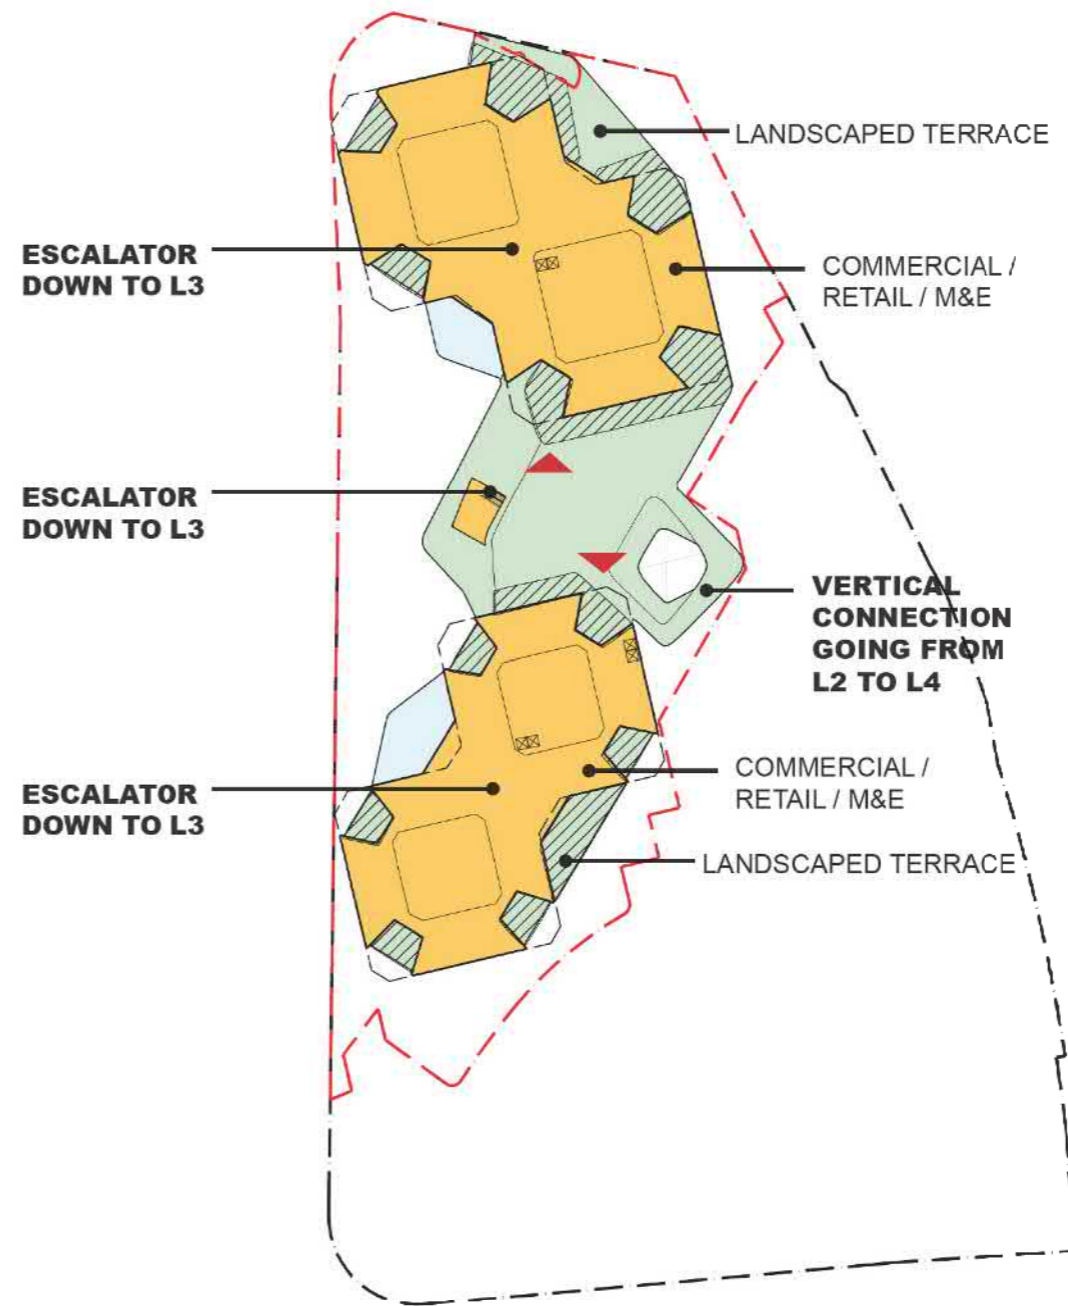 LANDSCAPED TERRACE
ESCALATOR
DOWN TO L3
COMMERCIAL /
RETAIL / M&E
ESCALATOR
DOWN TO L3
VERTICAL
CONNECTION
GOING FROM
L2 TO L4
ESCALATOR
DOWN TO L3
COMMERCIAL /
RETAIL / M&E
LANDSCAPED TERRACE